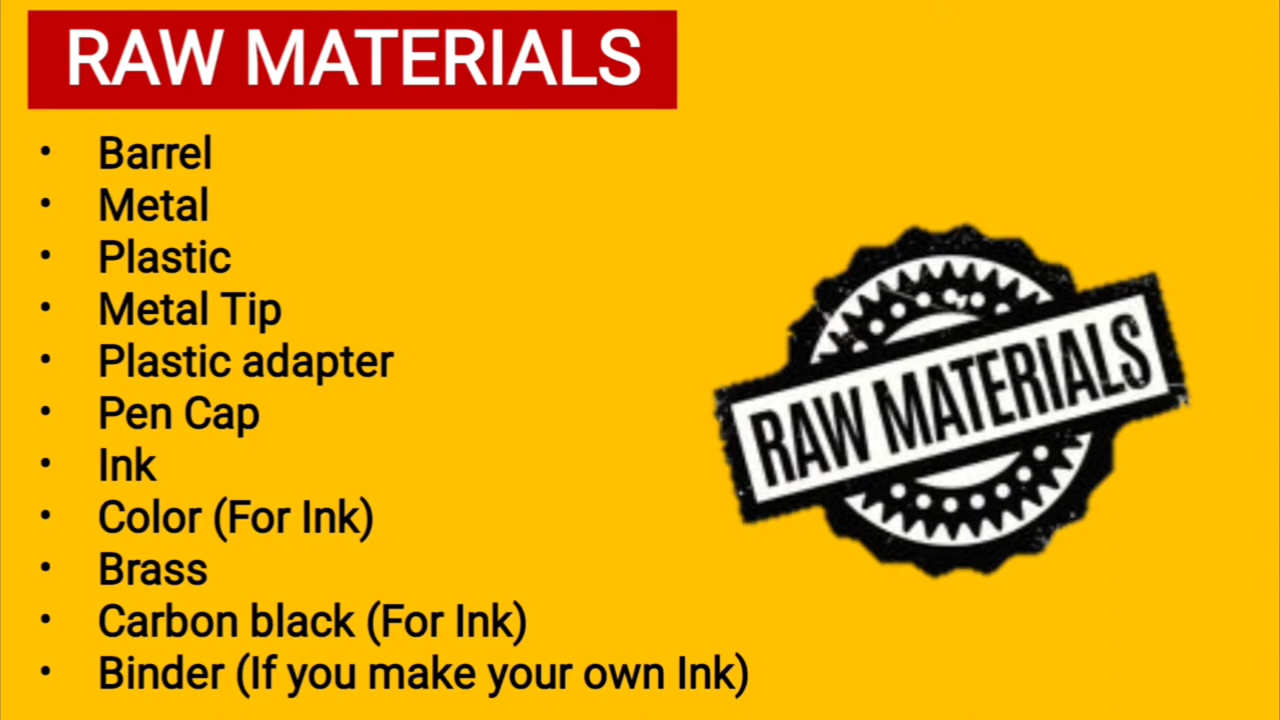 RAW MATERIALS
• Barrel
• Metal
• Plastic
• Metal Tip
• Plastic adapter
• Pen Cap
• Ink
• Color (For Ink)
• Brass
• Carbon black (For Ink)
• Binder (If you make your own Ink)
RAW MATERIALS